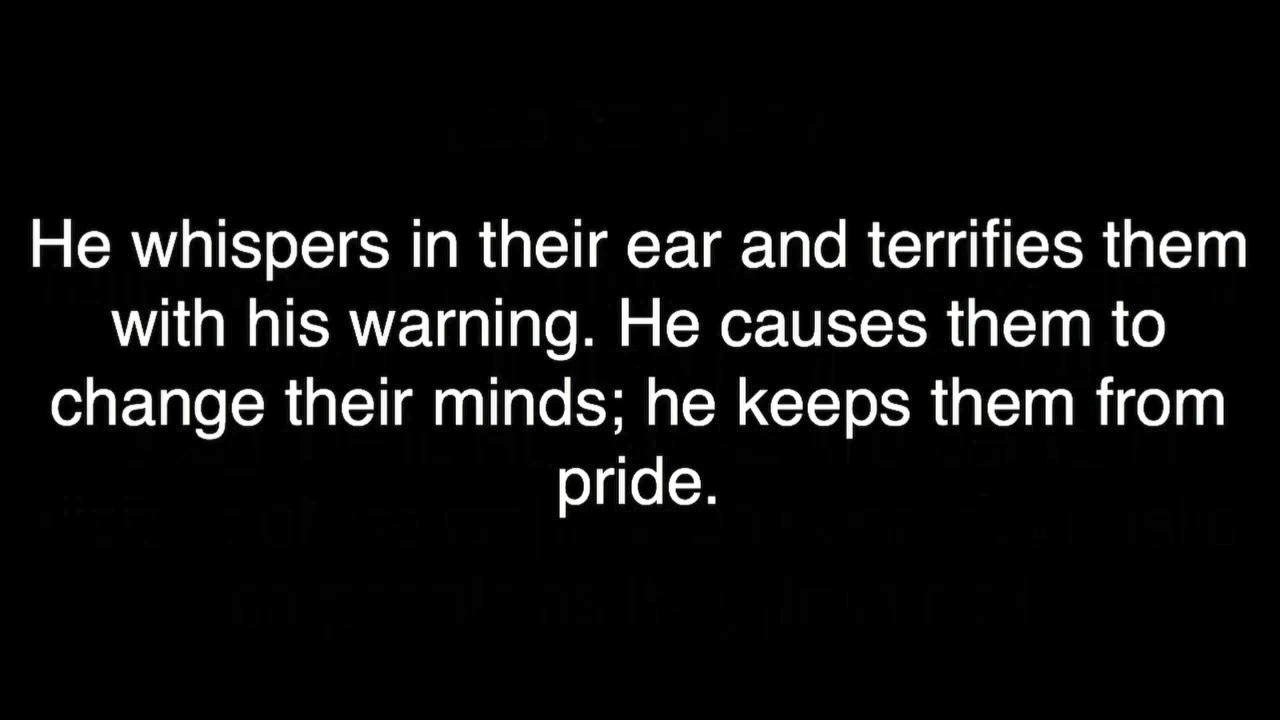 He whispers in their ear and terrifies them
with his warning. He causes them to
change their minds; he keeps them from
pride.